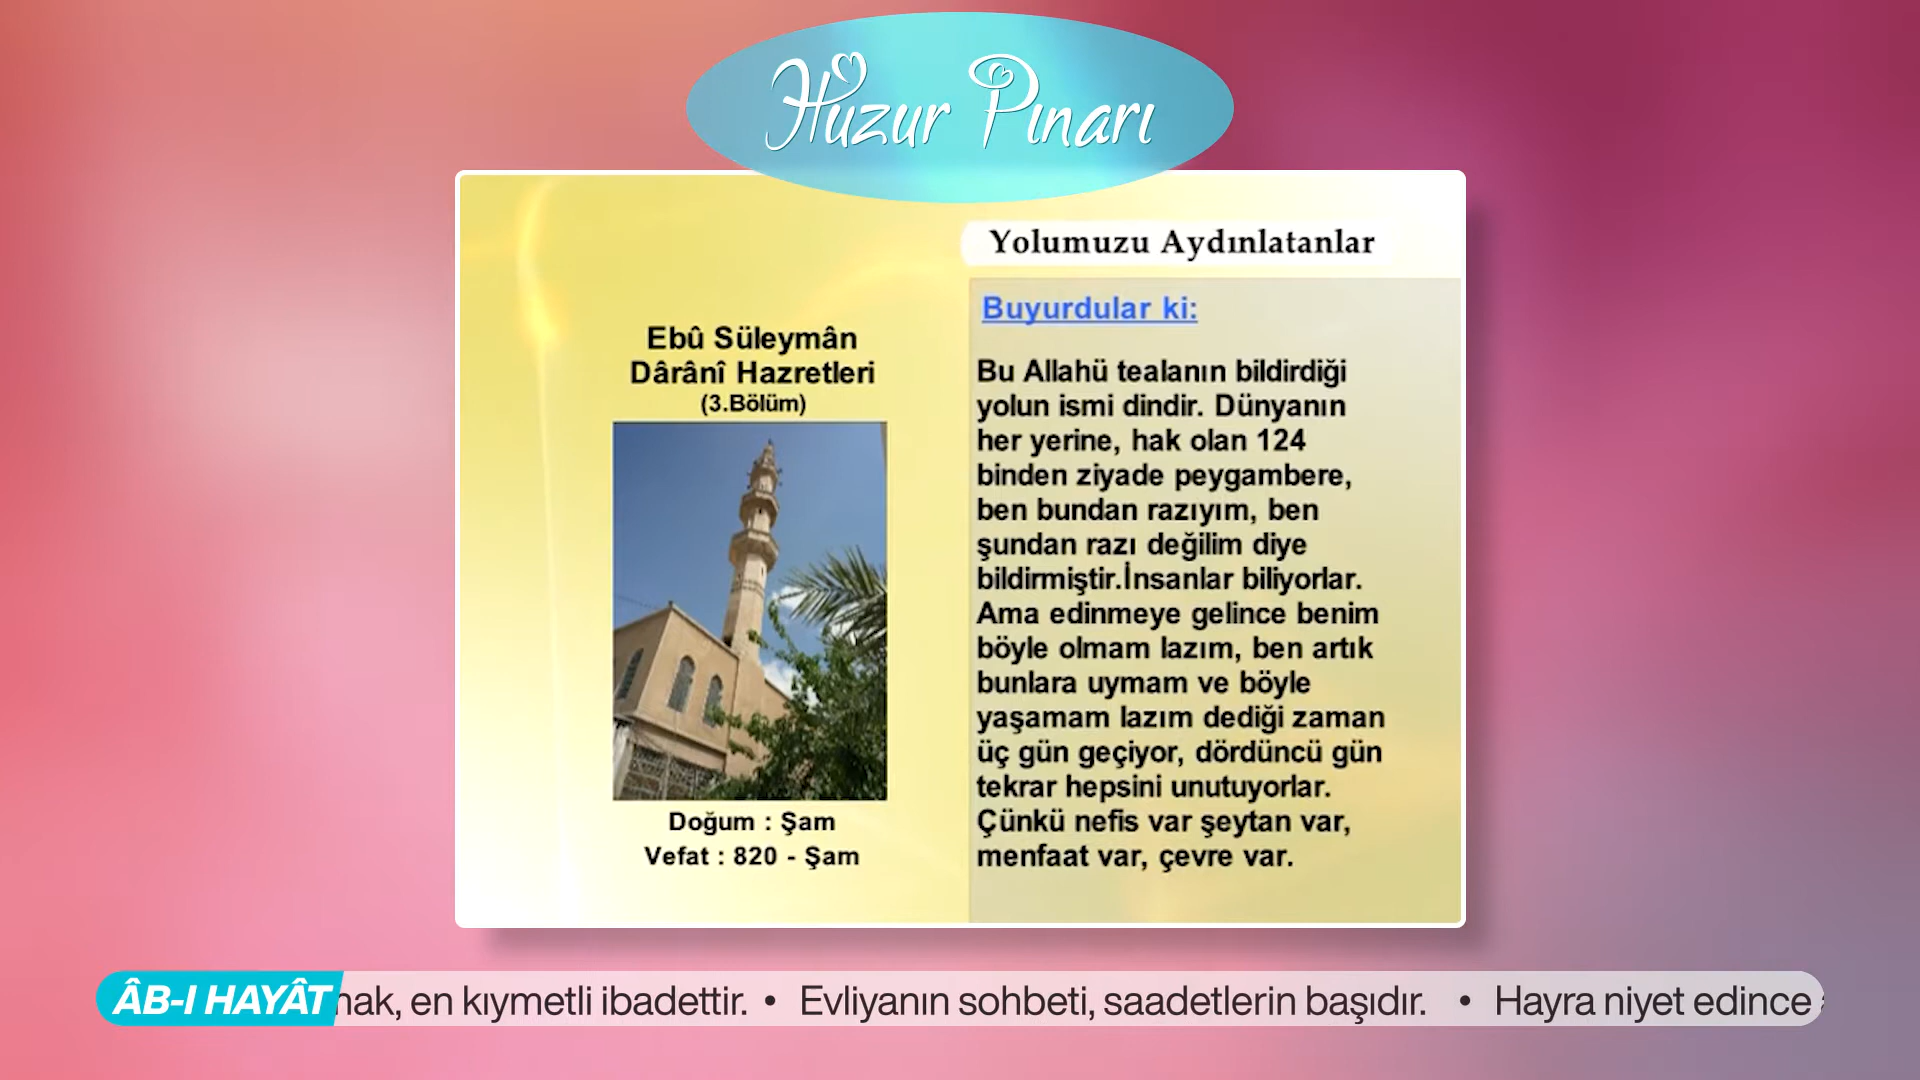 Huzur Pınarı
Yolumuzu Aydınlatanlar
Ebû Süleymân
Dârânî Hazretleri
(3.Bölüm)
Doğum : Şam
Vefat : 820 - Şam
Buyurdular ki:
Bu Allahü tealanın bildirdiği
yolun ismi dindir. Dünyanın
her yerine, hak olan 124
binden ziyade peygambere,
ben bundan razıyım, ben
şundan razı değilim diye
bildirmiştir.İnsanlar biliyorlar.
Ama edinmeye gelince benim
böyle olmam lazım, ben artık
bunlara uymam ve böyle
yaşamam lazım dediği zaman
üç gün geçiyor, dördüncü gün
tekrar hepsini unutuyorlar.
Çünkü nefis var şeytan var,
menfaat var, çevre var.
ÂB-I HAYÂT en kıymetli ibadettir. • Evliyanın sohbeti, saadetlerin başıdır. • Hayra niyet edince